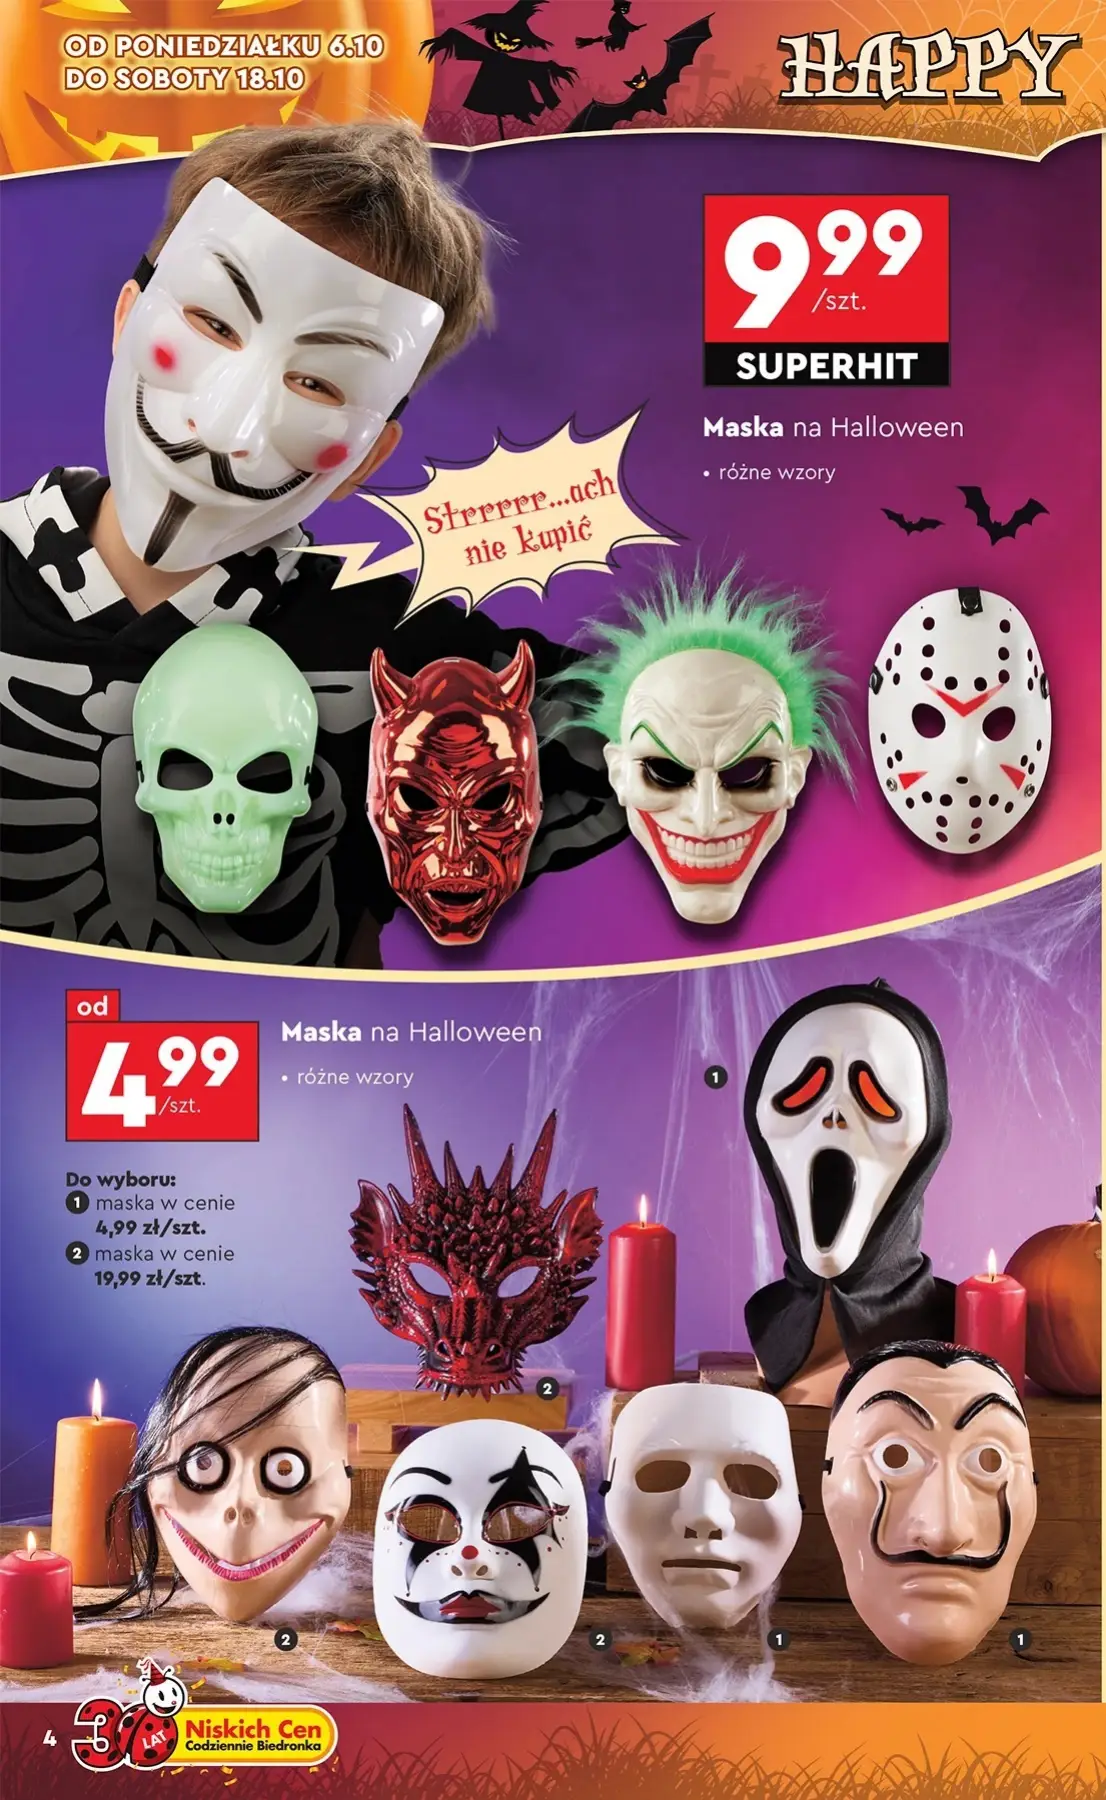 OD PONIEDZIAŁKU 6.10
DO SOBOTY 18.10
HAPPY
9 99
/szt.
SUPERHIT
Maska na Halloween
• różne wzory
Strrrrr...ach
nie kupić
od
4 99
/szt.
Maska na Halloween
• różne wzory
Do wyboru:
1 maska w cenie
4,99 zł/szt.
2 maska w cenie
19,99 zł/szt.
1
2
2
2
1
1
4
30
LAT
Niskich Cen
Codziennie Biedronka